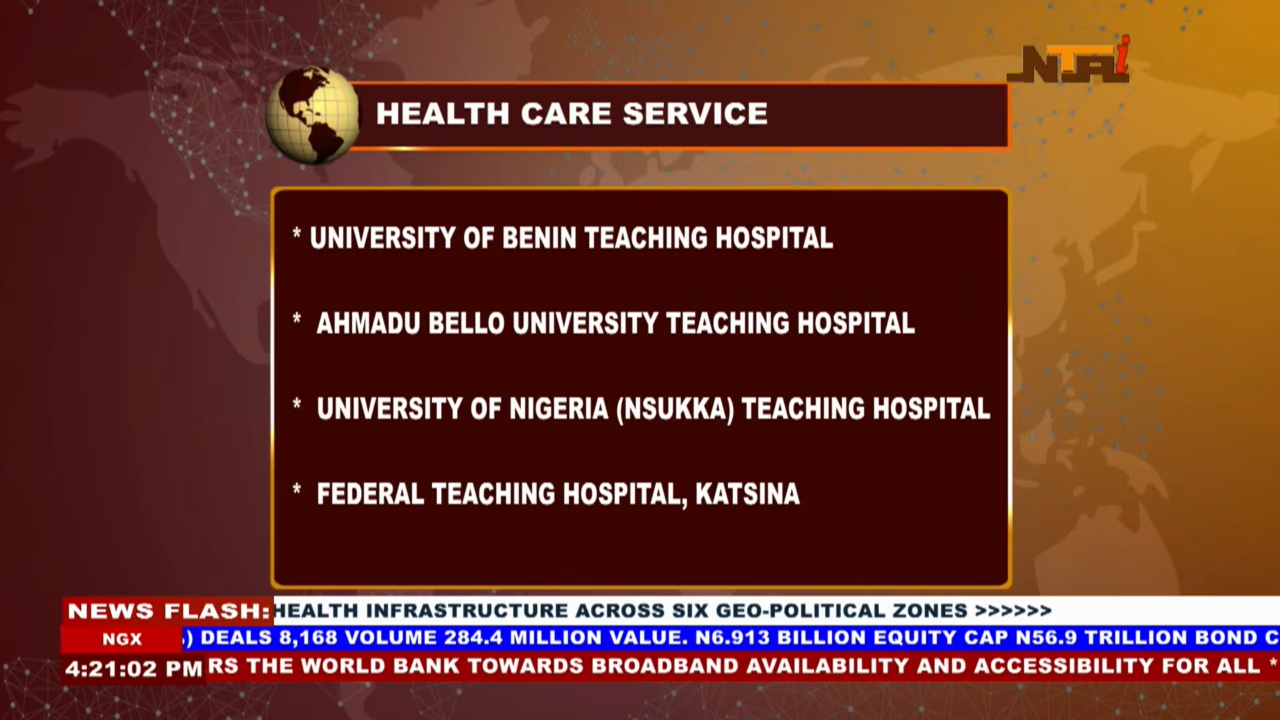 NTAi
HEALTH CARE SERVICE
* UNIVERSITY OF BENIN TEACHING HOSPITAL
* AHMADU BELLO UNIVERSITY TEACHING HOSPITAL
* UNIVERSITY OF NIGERIA (NSUKKA) TEACHING HOSPITAL
* FEDERAL TEACHING HOSPITAL, KATSINA
NEWS FLASH: HEALTH INFRASTRUCTURE ACROSS SIX GEO-POLITICAL ZONES >>>>>>
NGX ) DEALS 8,168 VOLUME 284.4 MILLION VALUE. N6.913 BILLION EQUITY CAP N56.9 TRILLION BOND C
4:21:02 PM RS THE WORLD BANK TOWARDS BROADBAND AVAILABILITY AND ACCESSIBILITY FOR ALL *